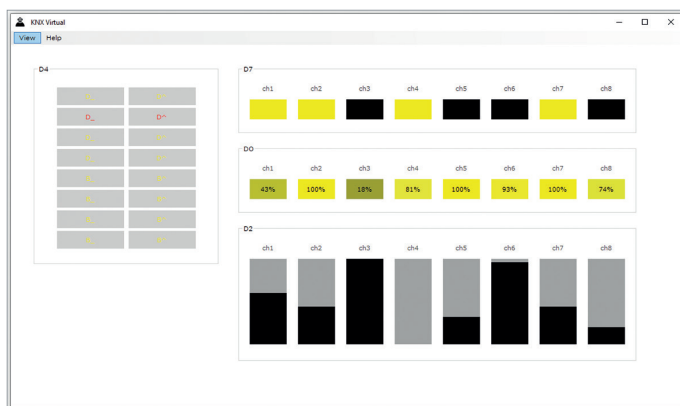 KNX Virtual
View Help
D4
D_ D^
D7
ch1 ch2 ch3 ch4 ch5 ch6 ch7 ch8
D0
ch1 ch2 ch3 ch4 ch5 ch6 ch7 ch8
43% 100% 18% 81% 100% 93% 100% 74%
D2
ch1 ch2 ch3 ch4 ch5 ch6 ch7 ch8